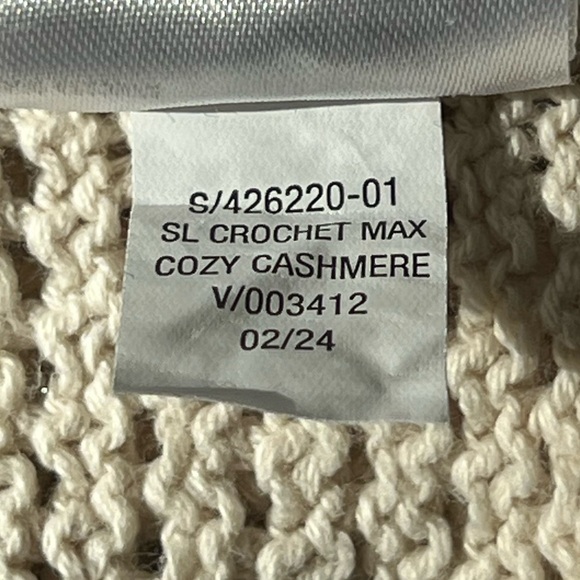 S/426220-01
SL CROCHET MAX
COZY CASHMERE
V/003412
02/24